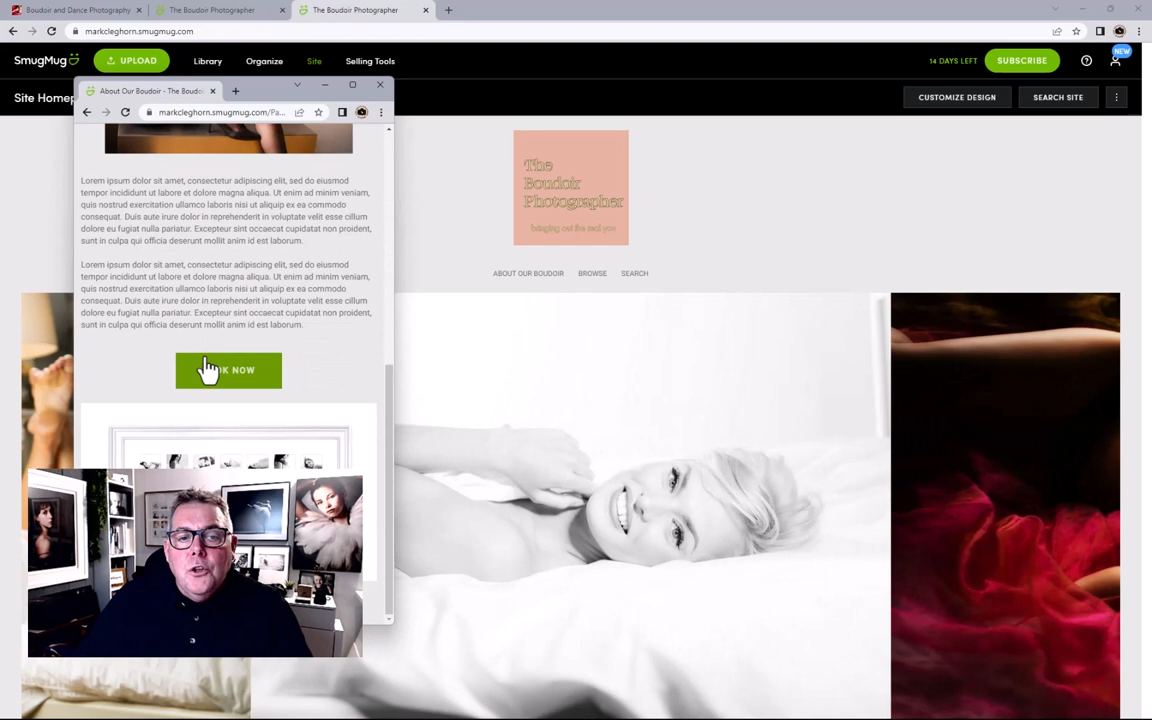 Boudoir and Dance Photography
The Boudoir Photographer
The Boudoir Photographer
markcleghorn.smugmug.com
SmugMug
UPLOAD
Library
Organize
Site
Selling Tools
14 DAYS LEFT
SUBSCRIBE
NEW
Site Homep
CUSTOMIZE DESIGN
SEARCH SITE
About Our Boudoir - The Boudoi
markcleghorn.smugmug.com/Pa...
Lorem ipsum dolor sit amet, consectetur adipiscing elit, sed do eiusmod
tempor incididunt ut labore et dolore magna aliqua. Ut enim ad minim veniam,
quis nostrud exercitation ullamco laboris nisi ut aliquip ex ea commodo
consequat. Duis aute irure dolor in reprehenderit in voluptate velit esse cillum
dolore eu fugiat nulla pariatur. Excepteur sint occaecat cupidatat non proident,
sunt in culpa qui officia deserunt mollit anim id est laborum.
Lorem ipsum dolor sit amet, consectetur adipiscing elit, sed do eiusmod
tempor incididunt ut labore et dolore magna aliqua. Ut enim ad minim veniam,
quis nostrud exercitation ullamco laboris nisi ut aliquip ex ea commodo
consequat. Duis aute irure dolor in reprehenderit in voluptate velit esse cillum
dolore eu fugiat nulla pariatur. Excepteur sint occaecat cupidatat non proident,
sunt in culpa qui officia deserunt mollit anim id est laborum.
OK NOW
The
Boudoir
Photographer
bringing out the real you
ABOUT OUR BOUDOIR
BROWSE
SEARCH